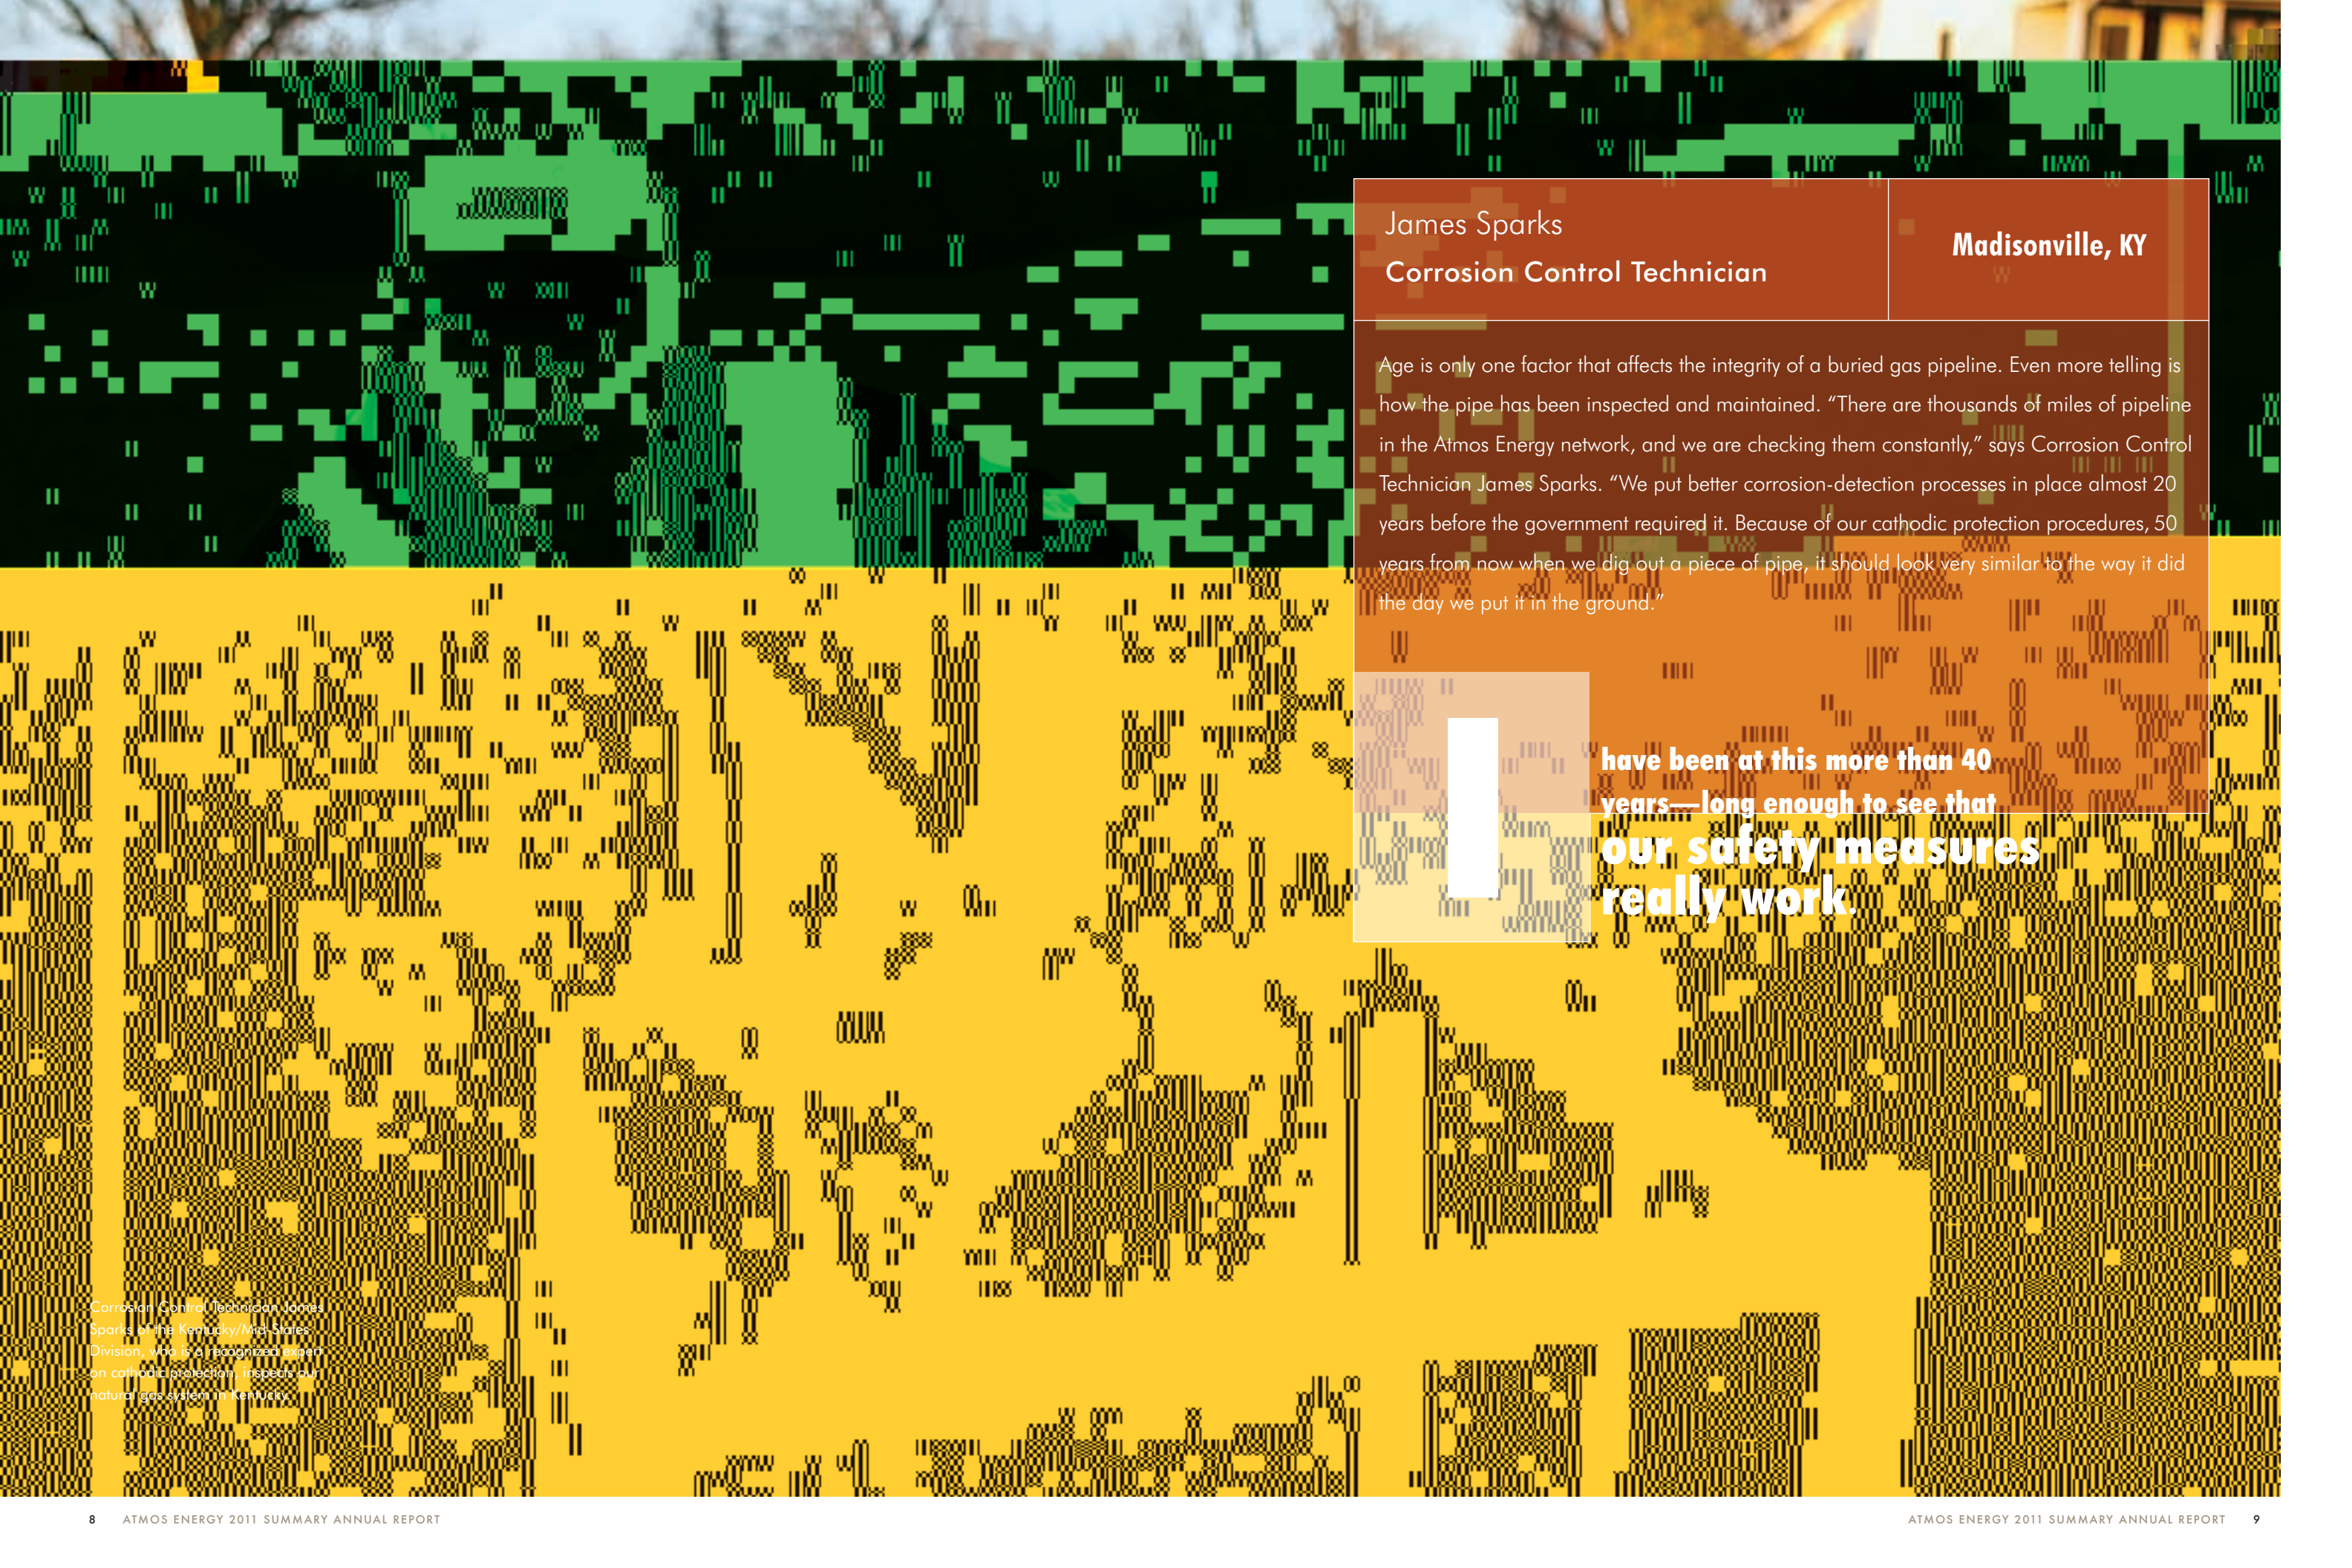 James Sparks
Corrosion Control Technician
Madisonville, KY
Age is only one factor that affects the integrity of a buried gas pipeline. Even more telling is
how the pipe has been inspected and maintained. “There are thousands of miles of pipeline
in the Atmos Energy network, and we are checking them constantly,” says Corrosion Control
Technician James Sparks. “We put better corrosion-detection processes in place almost 20
years before the government required it. Because of our cathodic protection procedures, 50
years from now when we dig out a piece of pipe, it should look very similar to the way it did
the day we put it in the ground.”
I have been at this more than 40
years—long enough to see that
our safety measures
really work.
Corrosion Control Technician James
Sparks of the Kentucky/Mid-States
Division, who is a recognized expert
on cathodic protection, inspects our
natural gas system in Kentucky.
8 ATMOS ENERGY 2011 SUMMARY ANNUAL REPORT
ATMOS ENERGY 2011 SUMMARY ANNUAL REPORT 9